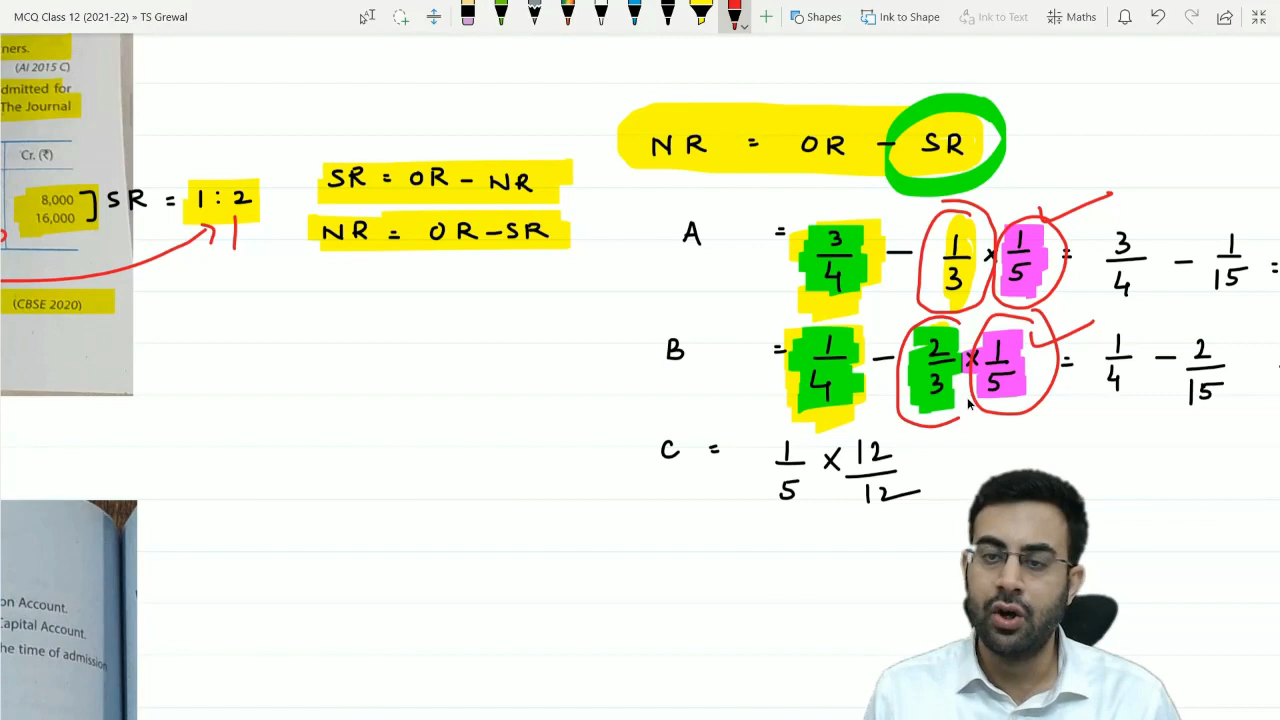 MCQ Class 12 (2021-22) » TS Grewal
Shapes
Ink to Shape
Ink to Text
Maths
ners.
(AI 2015 C)
dmitted for
The Journal
Cr. (₹)
8,000
16,000
SR = 1 : 2
(CBSE 2020)
SR = OR - NR
NR = OR - SR
NR = OR - SR
A = 3/4 - 1/3 × 1/5 = 3/4 - 1/15 =
B = 1/4 - 2/3 × 1/5 = 1/4 - 2/15
C = 1/5 × 12/12
on Account.
Capital Account.
he time of admission